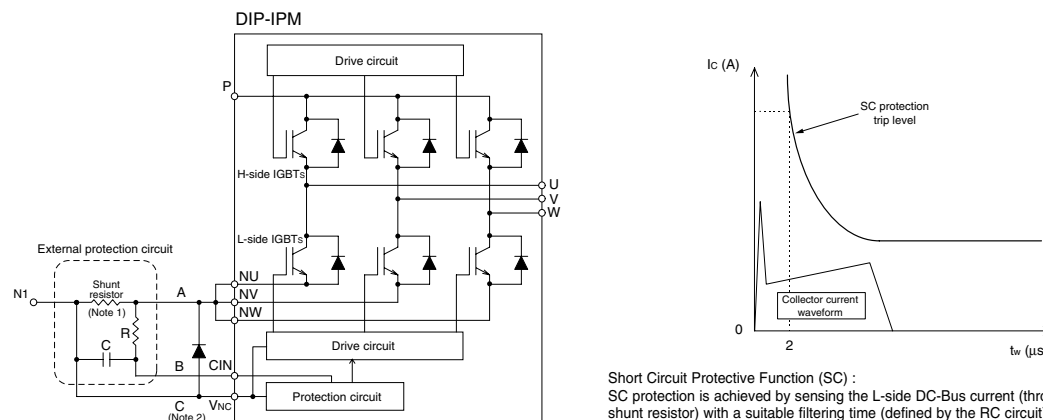 DIP-IPM
Drive circuit
P
H-side IGBTs
U
V
W
L-side IGBTs
External protection circuit
NU
N1
Shunt
resistor
(Note 1)
A
NV
NW
R
C
Drive circuit
B
CIN
C
(Note 2)
VNC
Protection circuit
IC (A)
SC protection
trip level
Collector current
waveform
0
2
tw (µs
Short Circuit Protective Function (SC) :
SC protection is achieved by sensing the L-side DC-Bus current (thro
shunt resistor) with a suitable filtering time (defined by the RC circuit